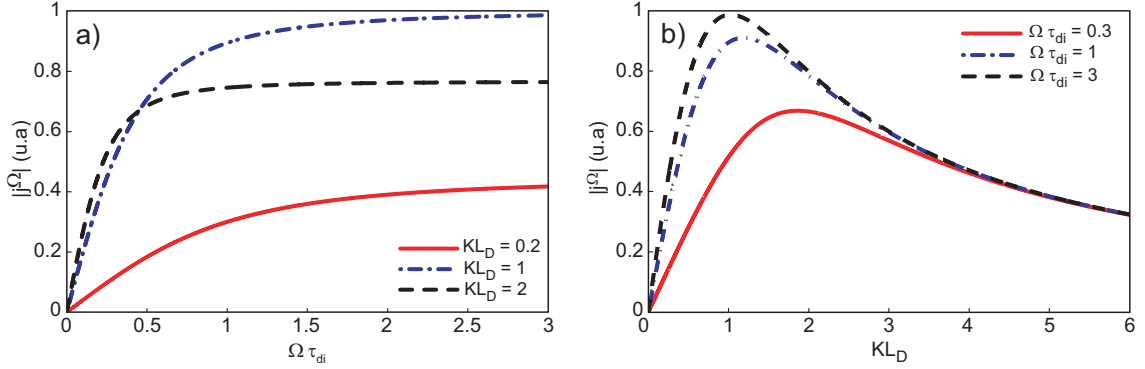 a)
|j^Ω| (u.a)
1
0.8
0.6
0.4
0.2
0
KL_D = 0.2
KL_D = 1
KL_D = 2
0 0.5 1 1.5 2 2.5 3
Ω τ_di
b)
|j^Ω| (u.a)
1
0.8
0.6
0.4
0.2
0
Ω τ_di = 0.3
Ω τ_di = 1
Ω τ_di = 3
0 1 2 3 4 5 6
KL_D